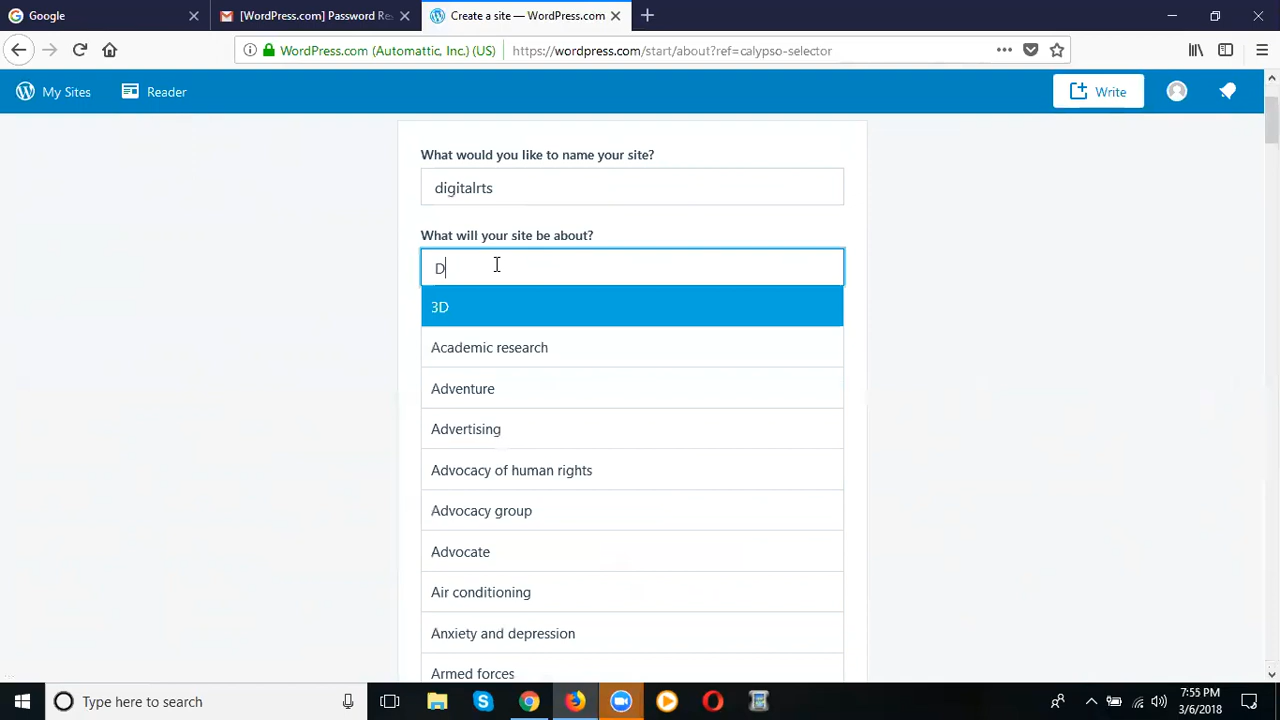 Google
[WordPress.com] Password Re
Create a site — WordPress.com
WordPress.com (Automattic, Inc.) (US)
https://wordpress.com/start/about?ref=calypso-selector
My Sites
Reader
Write
What would you like to name your site?
digitalrts
What will your site be about?
D
3D
Academic research
Adventure
Advertising
Advocacy of human rights
Advocacy group
Advocate
Air conditioning
Anxiety and depression
Armed forces
Type here to search
7:55 PM
3/6/2018